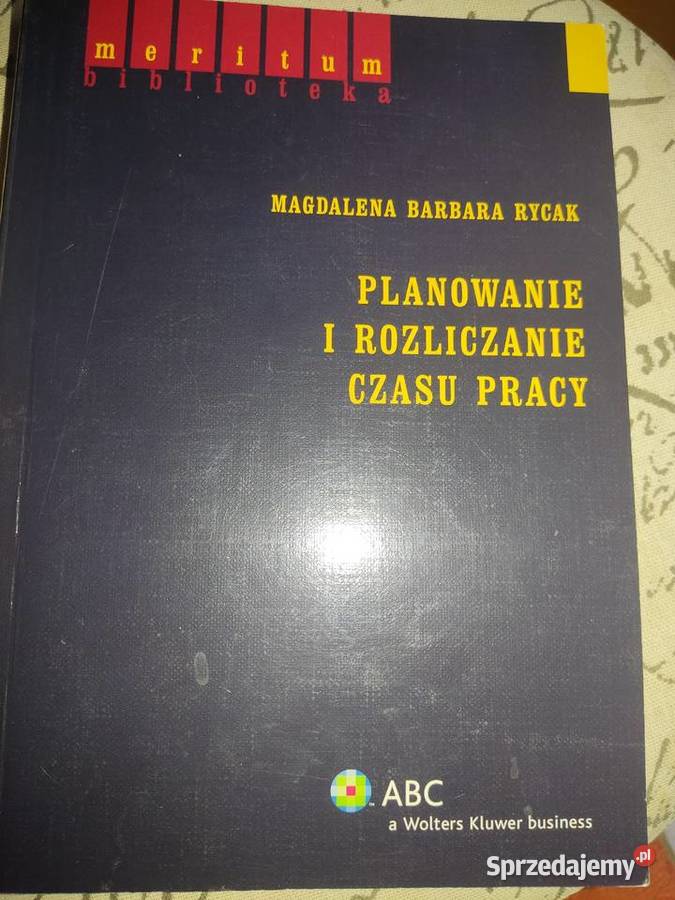 meritum
biblioteka
MAGDALENA BARBARA RYCAK
PLANOWANIE
I ROZLICZANIE
CZASU PRACY
ABC
a Wolters Kluwer business
Sprzedajemy.pl